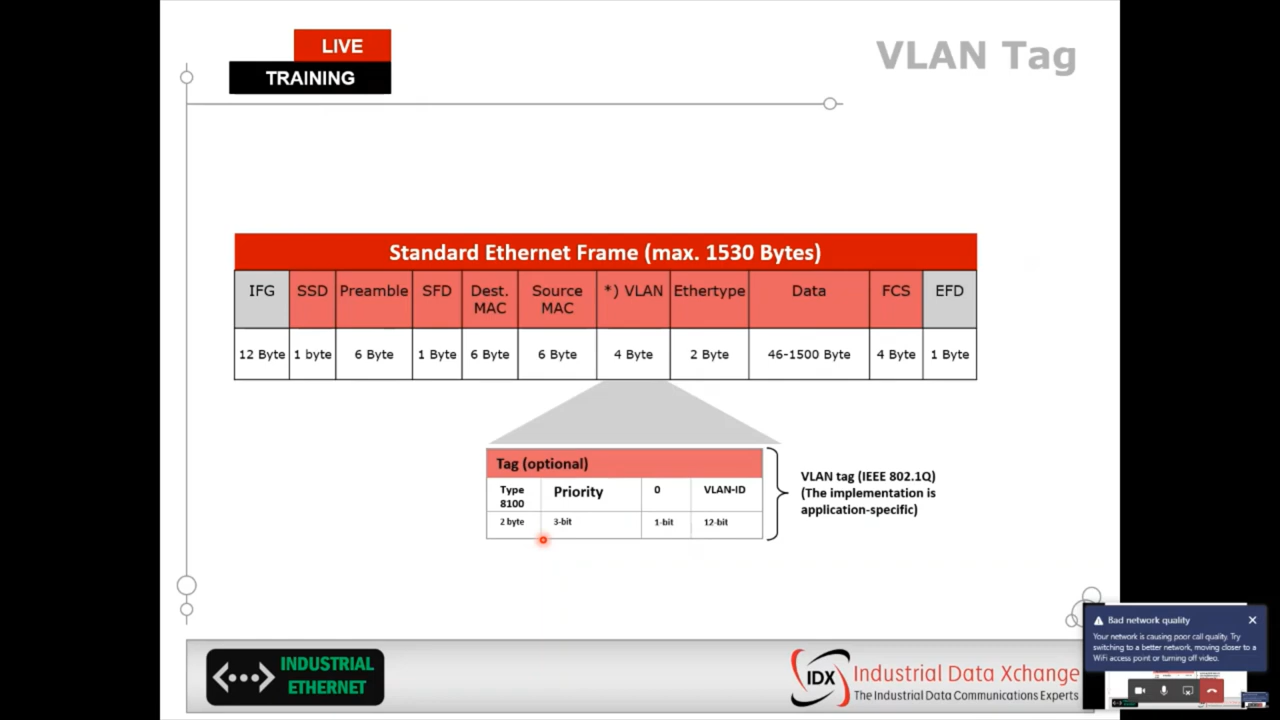 LIVE
TRAINING
VLAN Tag
Standard Ethernet Frame (max. 1530 Bytes)
IFG SSD Preamble SFD Dest. MAC Source MAC *) VLAN Ethertype Data FCS EFD
12 Byte 1 byte 6 Byte 1 Byte 6 Byte 6 Byte 4 Byte 2 Byte 46-1500 Byte 4 Byte 1 Byte
Tag (optional)
Type 8100 Priority 0 VLAN-ID
2 byte 3-bit 1-bit 12-bit
VLAN tag (IEEE 802.1Q)
(The implementation is
application-specific)
INDUSTRIAL
ETHERNET
IDX Industrial Data Xchange
The Industrial Data Communications Experts
Bad network quality
Your network is causing poor call quality. Try
switching to a better network, moving closer to a
WiFi access point or turning off video.